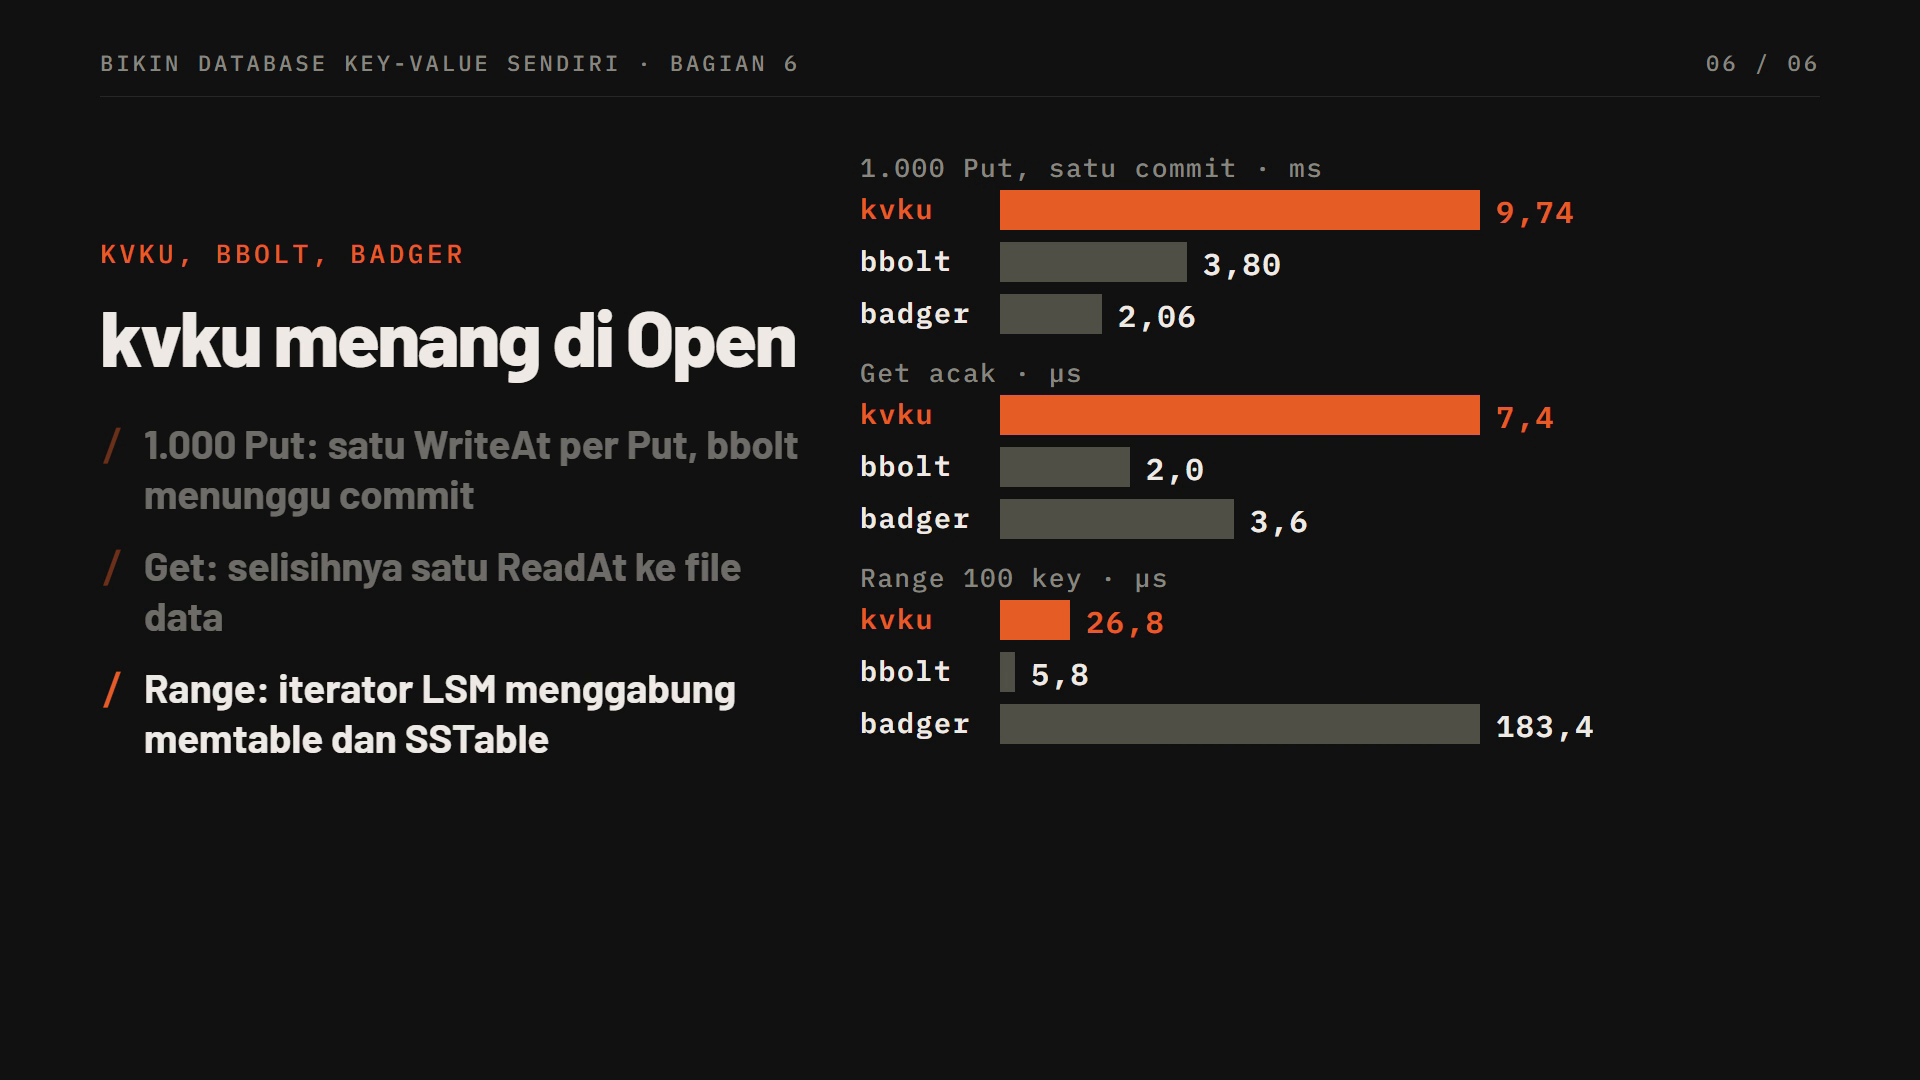 BIKIN DATABASE KEY-VALUE SENDIRI · BAGIAN 6
06 / 06
KVKU, BBOLT, BADGER
kvku menang di Open
/ 1.000 Put: satu WriteAt per Put, bbolt
menunggu commit
/ Get: selisihnya satu ReadAt ke file
data
/ Range: iterator LSM menggabung
memtable dan SSTable
1.000 Put, satu commit · ms
kvku 9,74
bbolt 3,80
badger 2,06
Get acak · µs
kvku 7,4
bbolt 2,0
badger 3,6
Range 100 key · µs
kvku 26,8
bbolt 5,8
badger 183,4